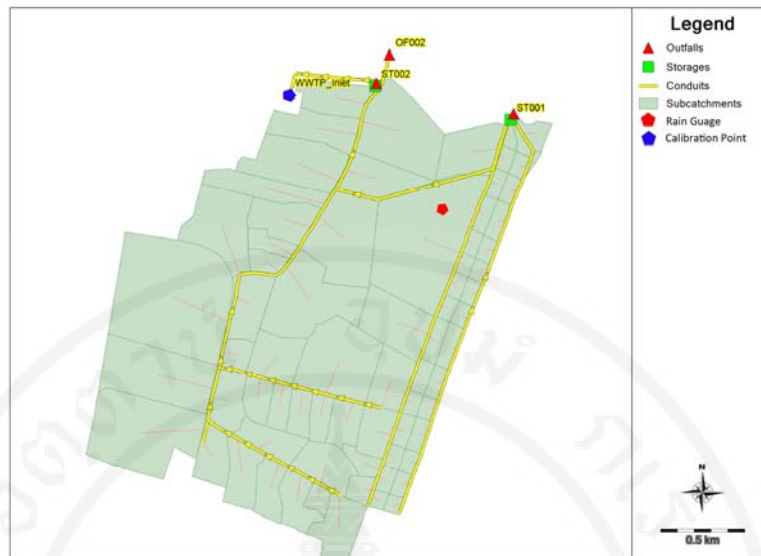 OF002
ST002
WWTP_Inlet
ST001
Legend
Outfalls
Storages
Conduits
Subcatchments
Rain Guage
Calibration Point
N
0.5 km